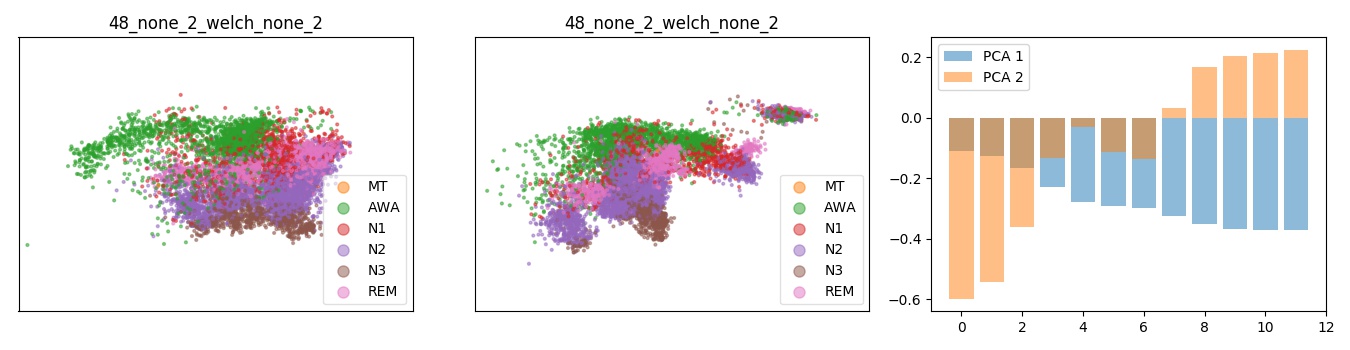 48_none_2_welch_none_2
MT
AWA
N1
N2
N3
REM
48_none_2_welch_none_2
MT
AWA
N1
N2
N3
REM
PCA 1
PCA 2
0.2
0.0
−0.2
−0.4
−0.6
0 2 4 6 8 10 12